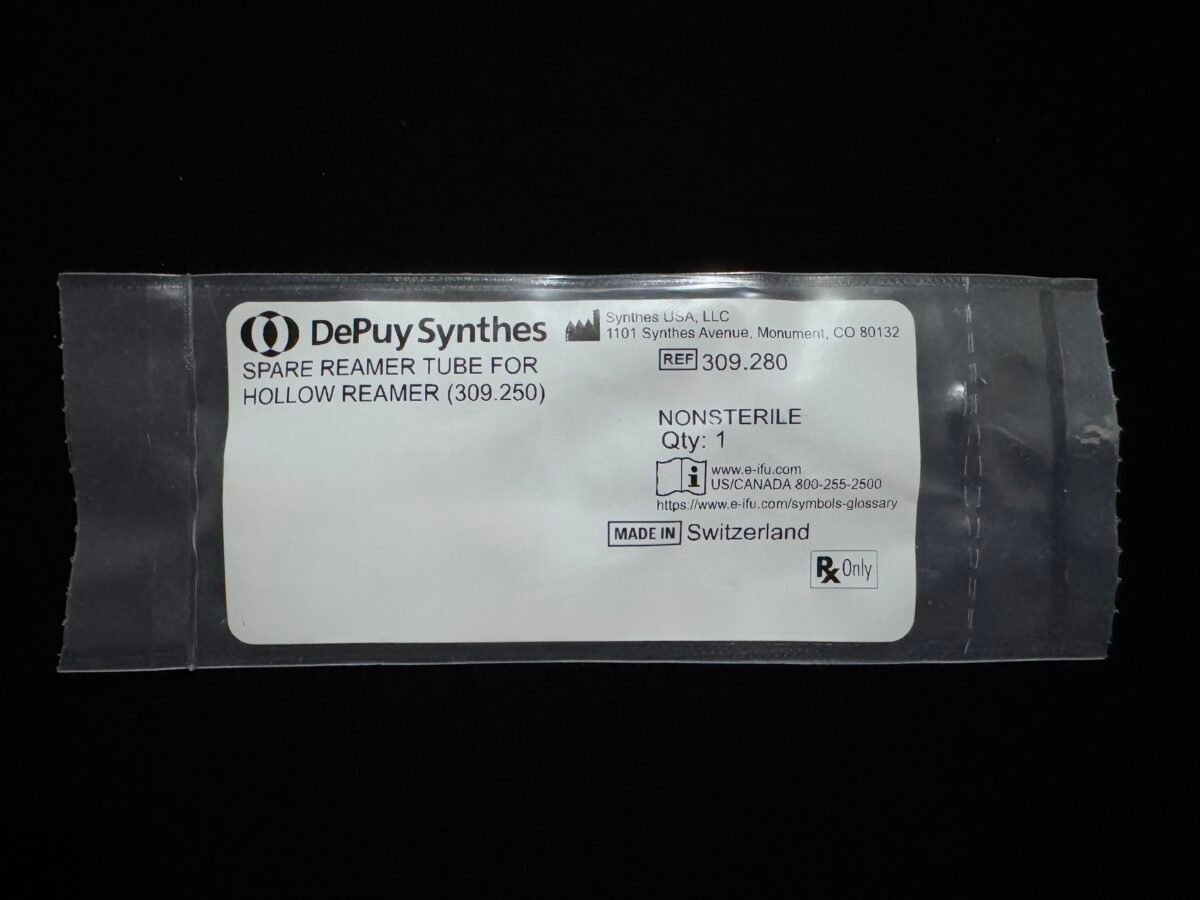 DePuy Synthes
SPARE REAMER TUBE FOR
HOLLOW REAMER (309.250)
Synthes USA, LLC
1101 Synthes Avenue, Monument, CO 80132
REF 309.280
NONSTERILE
Qty: 1
www.e-ifu.com
US/CANADA 800-255-2500
https://www.e-ifu.com/symbols-glossary
MADE IN Switzerland
Rx Only